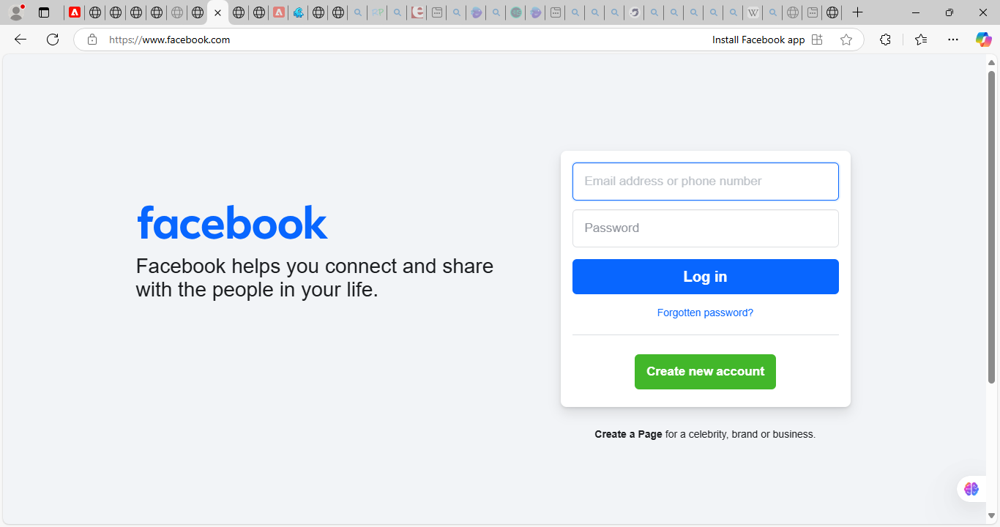 https://www.facebook.com
Install Facebook app
facebook
Facebook helps you connect and share
with the people in your life.
Email address or phone number
Password
Log in
Forgotten password?
Create new account
Create a Page for a celebrity, brand or business.